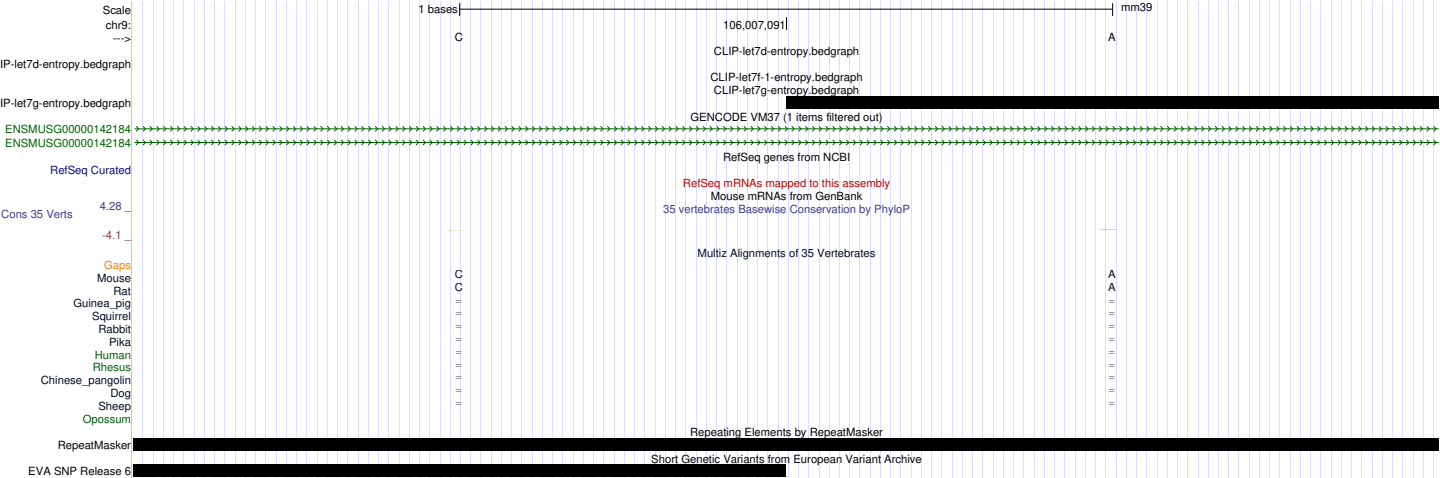 Scale 1 bases mm39
chr9: 106,007,091
---> C A
CLIP-let7d-entropy.bedgraph
IP-let7d-entropy.bedgraph
CLIP-let7f-1-entropy.bedgraph
CLIP-let7g-entropy.bedgraph
IP-let7g-entropy.bedgraph
GENCODE VM37 (1 items filtered out)
ENSMUSG00000142184
ENSMUSG00000142184
RefSeq genes from NCBI
RefSeq Curated
RefSeq mRNAs mapped to this assembly
Mouse mRNAs from GenBank
35 vertebrates Basewise Conservation by PhyloP
4.28 _
Cons 35 Verts
-4.1 _
Multiz Alignments of 35 Vertebrates
Gaps
Mouse C A
Rat C A
Guinea_pig = =
Squirrel = =
Rabbit = =
Pika = =
Human = =
Rhesus = =
Chinese_pangolin = =
Dog = =
Sheep = =
Opossum
Repeating Elements by RepeatMasker
RepeatMasker
Short Genetic Variants from European Variant Archive
EVA SNP Release 6